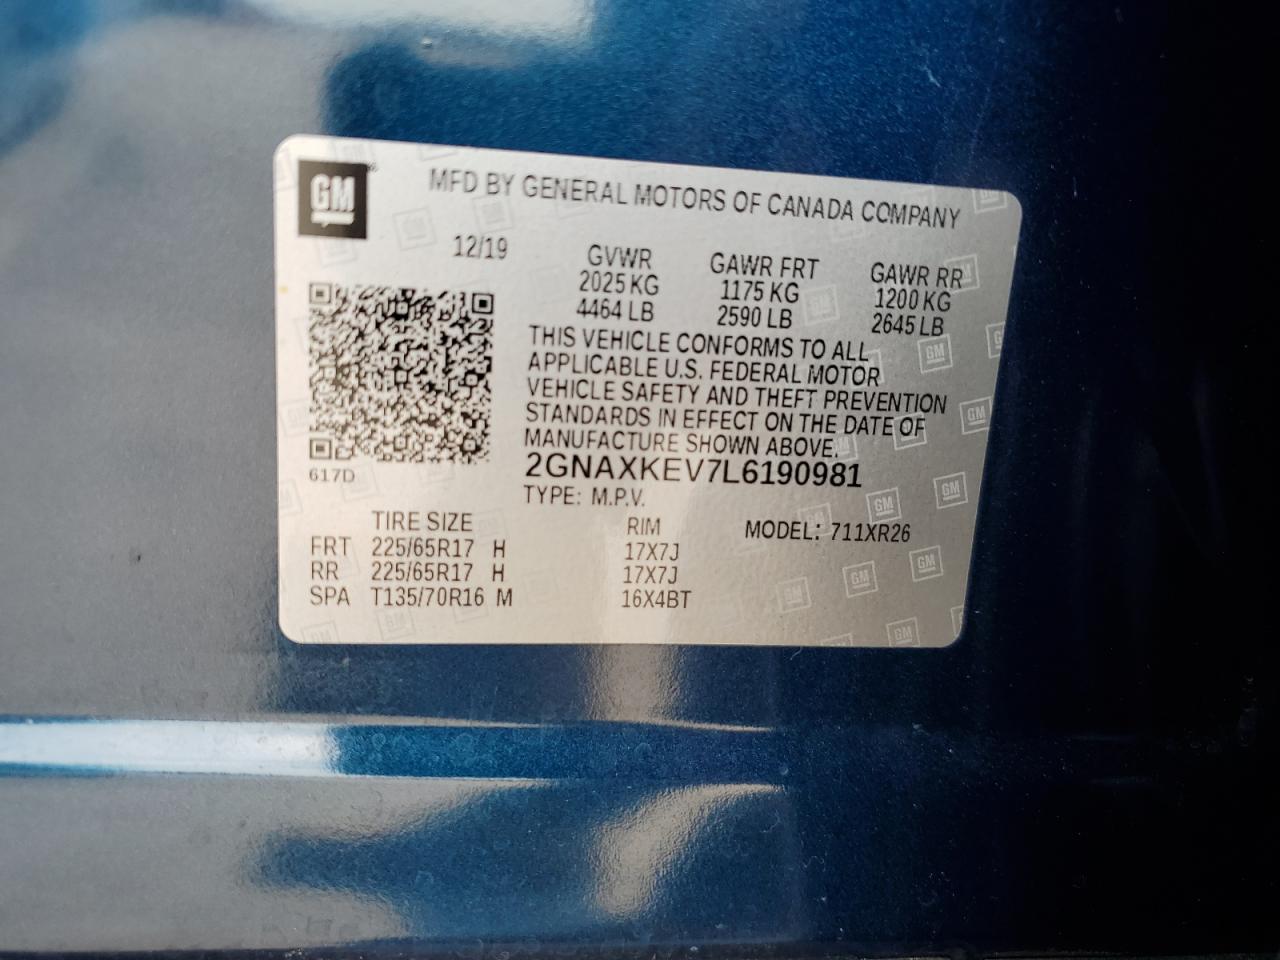 GM
MFD BY GENERAL MOTORS OF CANADA COMPANY
12/19
GVWR GAWR FRT GAWR RR
2025 KG 1175 KG 1200 KG
4464 LB 2590 LB 2645 LB
THIS VEHICLE CONFORMS TO ALL
APPLICABLE U.S. FEDERAL MOTOR
VEHICLE SAFETY AND THEFT PREVENTION
STANDARDS IN EFFECT ON THE DATE OF
MANUFACTURE SHOWN ABOVE.
617D
2GNAXKEV7L6190981
TYPE: M.P.V.
TIRE SIZE RIM MODEL: 711XR26
FRT 225/65R17 H 17X7J
RR 225/65R17 H 17X7J
SPA T135/70R16 M 16X4BT